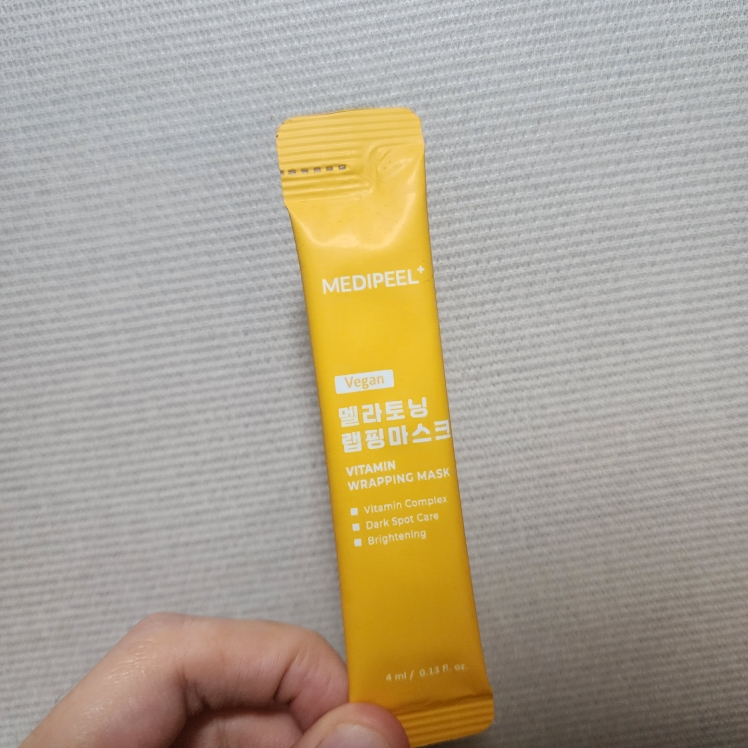 MEDIPEEL+
Vegan
멜라토닝
랩핑마스크
VITAMIN
WRAPPING MASK
Vitamin Complex
Dark Spot Care
Brightening
4 ml / 0.13 fl. oz.